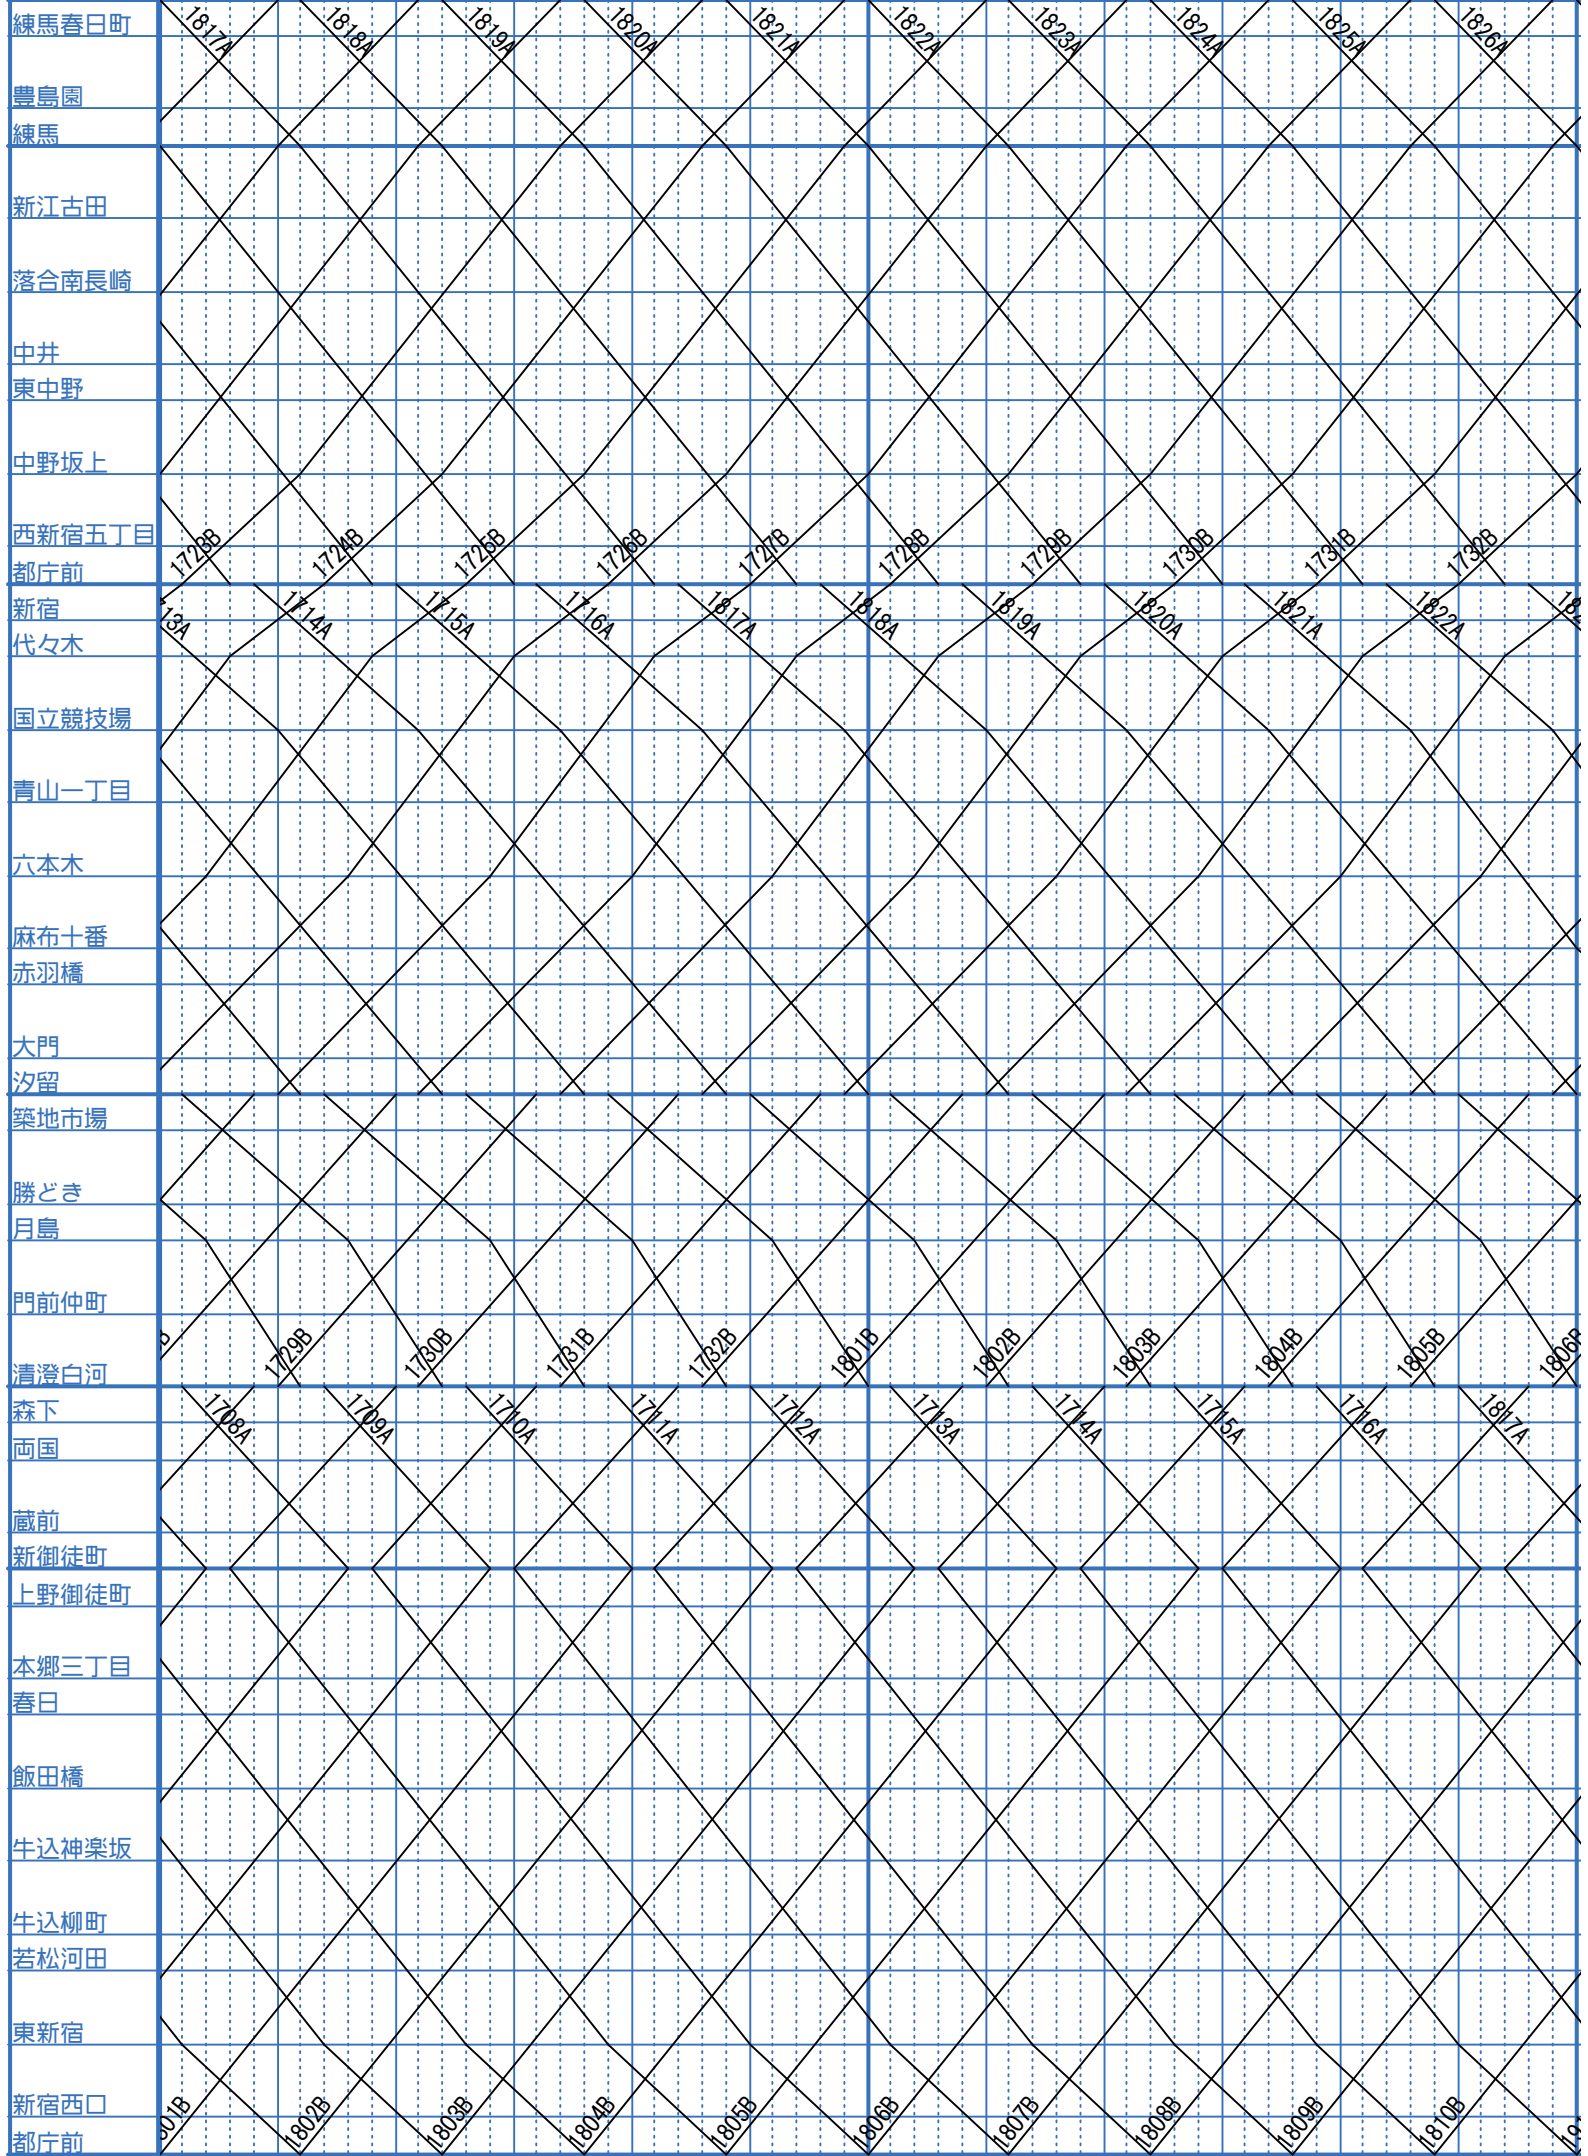 練馬春日町
1817A 1818A 1819A 1820A 1821A 1822A 1823A 1824A 1825A 1826A
豊島園
練馬
新江古田
落合南長崎
中井
東中野
中野坂上
西新宿五丁目
1723B 1724B 1725B 1726B 1727B 1728B 1729B 1730B 1731B 1732B
都庁前
新宿
13A 1714A 1715A 1716A 1817A 1818A 1819A 1820A 1821A 1822A
代々木
国立競技場
青山一丁目
六本木
麻布十番
赤羽橋
大門
汐留
築地市場
勝どき
月島
門前仲町
B 1729B 1730B 1731B 1732B 1801B 1802B 1803B 1804B 1805B 1806B
清澄白河
森下
1708A 1709A 1710A 1711A 1712A 1713A 1714A 1715A 1716A 1817A
両国
蔵前
新御徒町
上野御徒町
本郷三丁目
春日
飯田橋
牛込神楽坂
牛込柳町
若松河田
東新宿
新宿西口
801B 1802B 1803B 1804B 1805B 1806B 1807B 1808B 1809B 1810B
都庁前